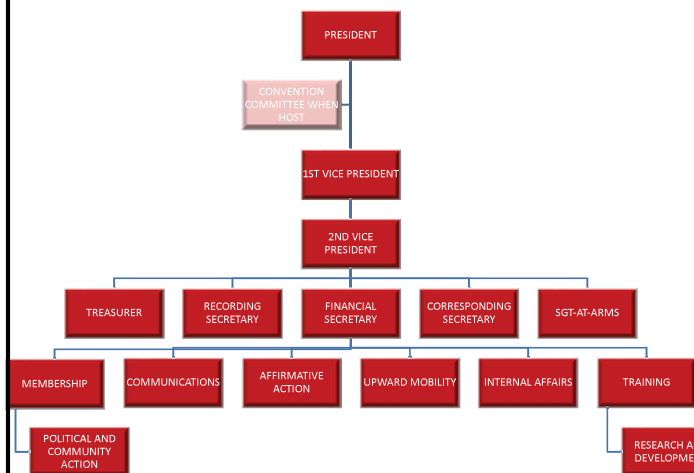 PRESIDENT
CONVENTION
COMMITTEE WHEN
HOST
1ST VICE PRESIDENT
2ND VICE
PRESIDENT
TREASURER
RECORDING
SECRETARY
FINANCIAL
SECRETARY
CORRESPONDING
SECRETARY
SGT-AT-ARMS
MEMBERSHIP
COMMUNICATIONS
AFFIRMATIVE
ACTION
UPWARD MOBILITY
INTERNAL AFFAIRS
TRAINING
POLITICAL AND
COMMUNITY
ACTION
RESEARCH